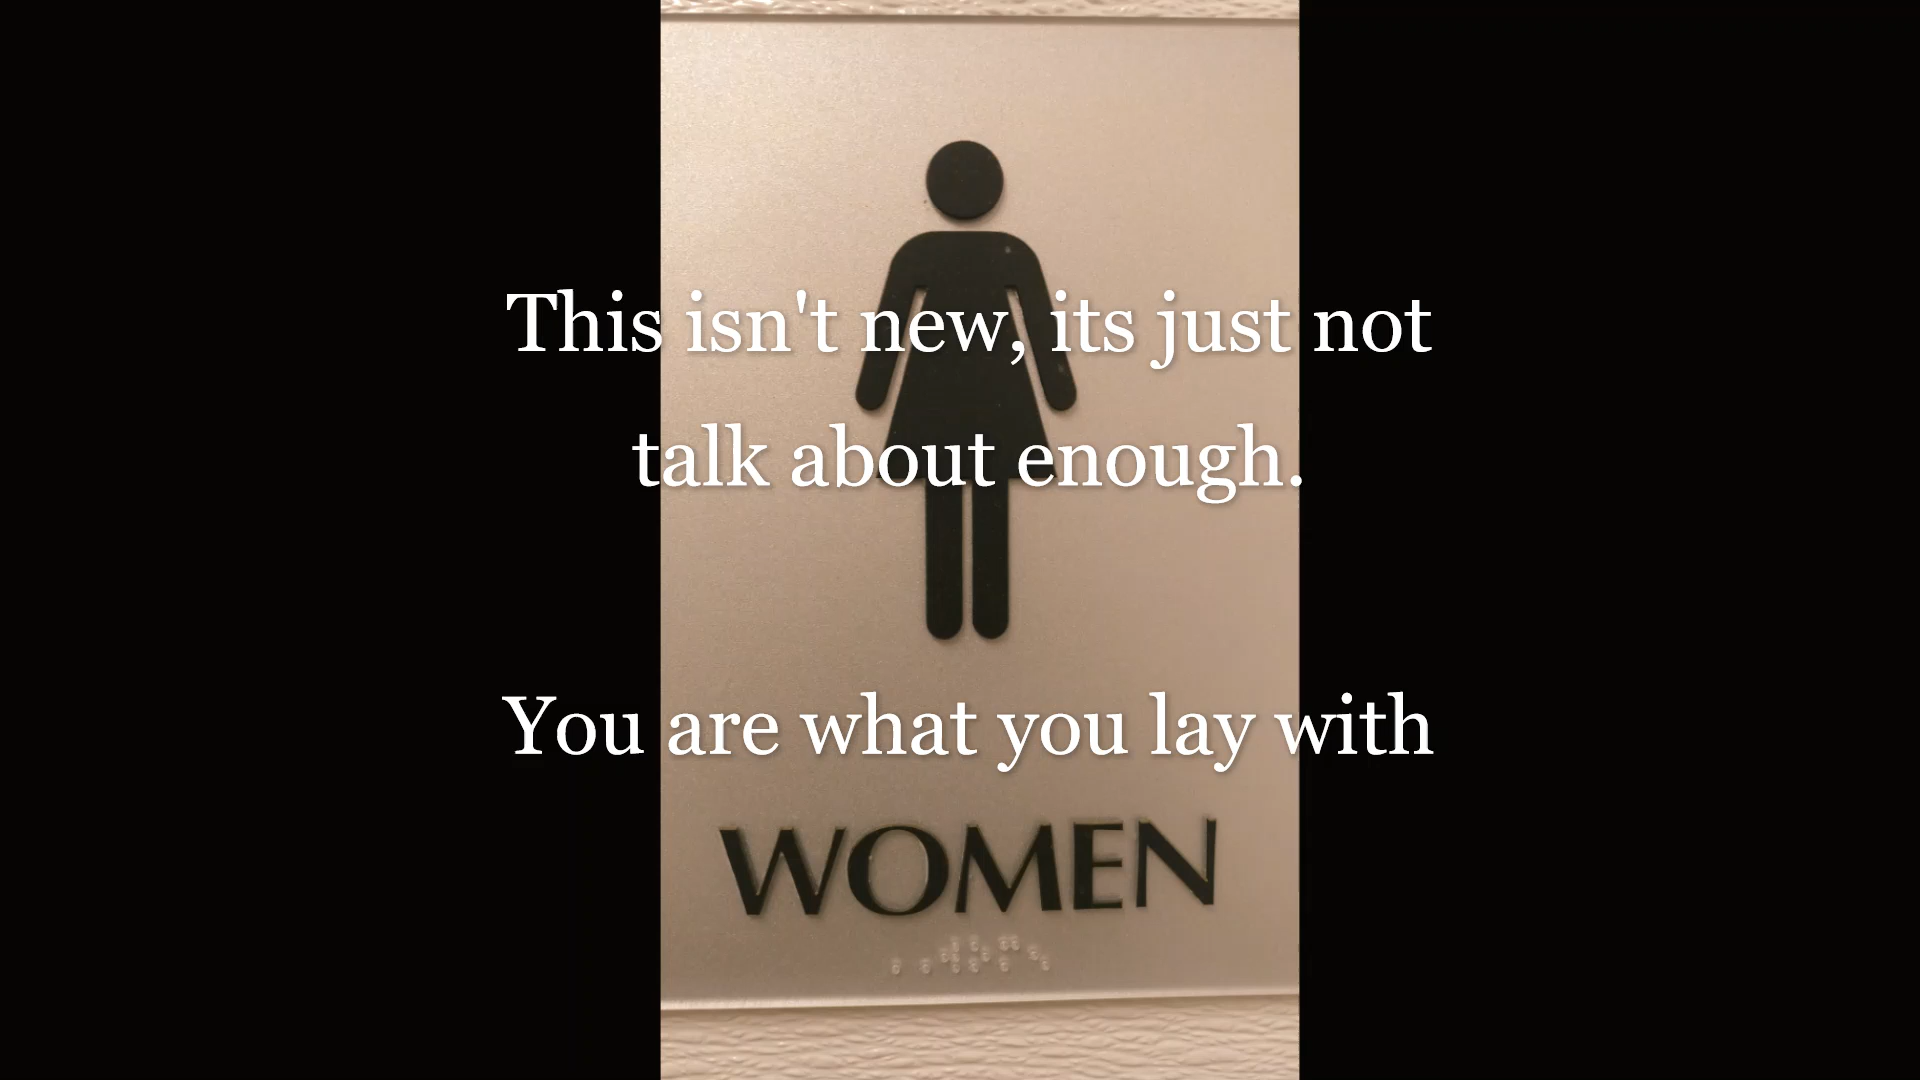 This isn't new, its just not
talk about enough.
You are what you lay with
WOMEN